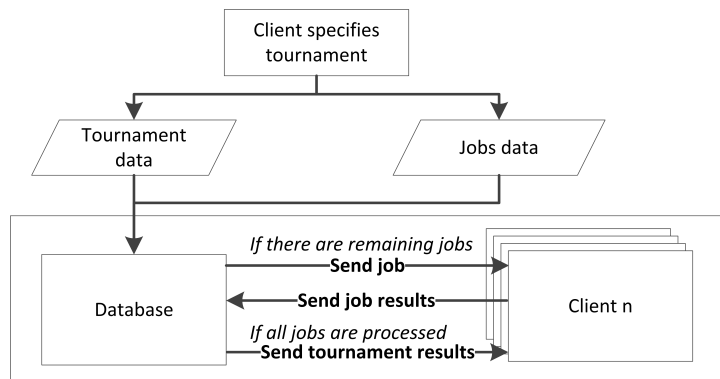 Client specifies
tournament
Tournament
data
Jobs data
If there are remaining jobs
Send job
Database
Send job results
Client n
If all jobs are processed
Send tournament results